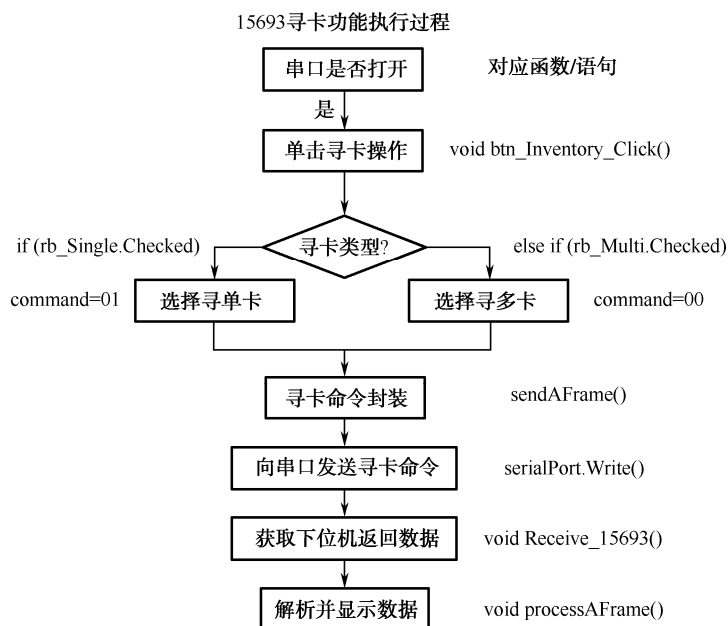 15693寻卡功能执行过程
串口是否打开 对应函数/语句
是
单击寻卡操作 void btn_Inventory_Click()
if (rb_Single.Checked) 寻卡类型? else if (rb_Multi.Checked)
command=01 选择寻单卡 选择寻多卡 command=00
寻卡命令封装 sendAFrame()
向串口发送寻卡命令 serialPort.Write()
获取下位机返回数据 void Receive_15693()
解析并显示数据 void processAFrame()